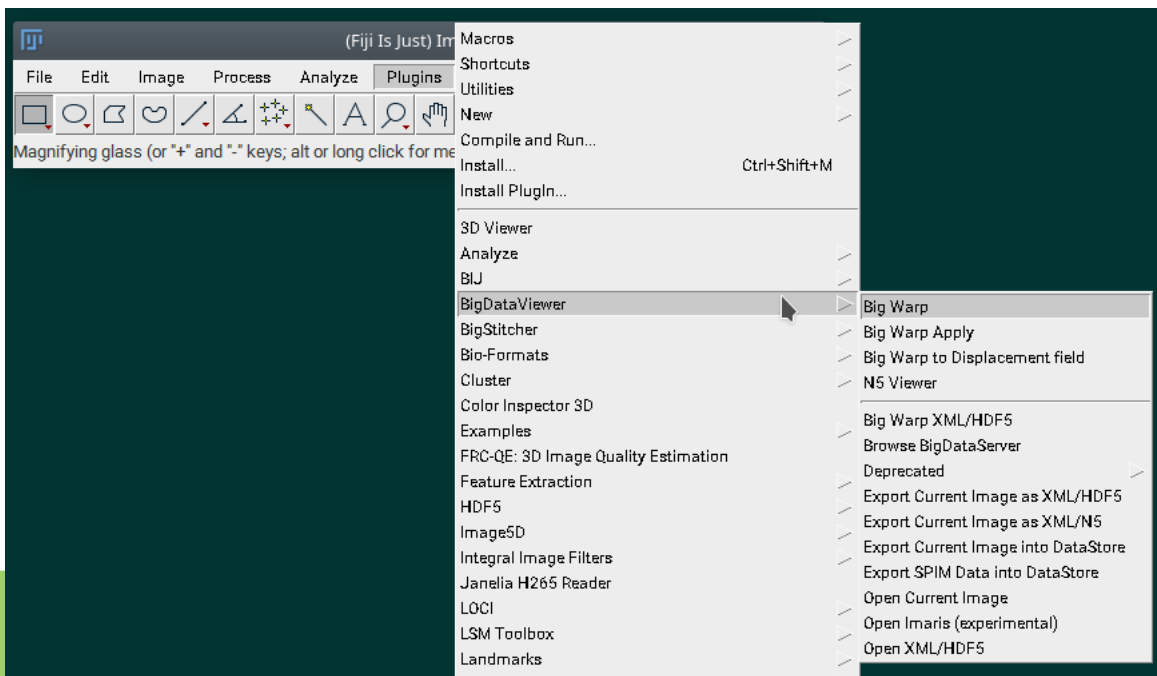 (Fiji Is Just) Im
File Edit Image Process Analyze Plugins
Magnifying glass (or "+" and "-" keys; alt or long click for me
Macros
Shortcuts
Utilities
New
Compile and Run...
Install... Ctrl+Shift+M
Install PlugIn...
3D Viewer
Analyze
BIJ
BigDataViewer
BigStitcher
Bio-Formats
Cluster
Color Inspector 3D
Examples
FRC-QE: 3D Image Quality Estimation
Feature Extraction
HDF5
Image5D
Integral Image Filters
Janelia H265 Reader
LOCI
LSM Toolbox
Landmarks
Big Warp
Big Warp Apply
Big Warp to Displacement field
N5 Viewer
Big Warp XML/HDF5
Browse BigDataServer
Deprecated
Export Current Image as XML/HDF5
Export Current Image as XML/N5
Export Current Image into DataStore
Export SPIM Data into DataStore
Open Current Image
Open Imaris (experimental)
Open XML/HDF5